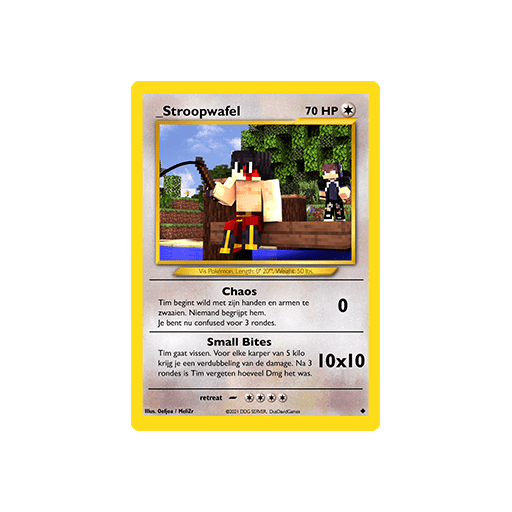 _Stroopwafel 70 HP
Vis Pokémon, Length: 0' 20", Weight: 50 lbs.
Chaos
Tim begint wild met zijn handen en armen te
zwaaien. Niemand begrijpt hem.
Je bent nu confused voor 3 rondes.
0
Small Bites
Tim gaat vissen. Voor elke karper van 5 kilo
krijg je een verdubbeling van de damage. Na 3
rondes is Tim vergeten hoeveel Dmg het was.
10x10
retreat
Illus. Oeljea / MeliZr ©2021 DDG SERVER, DusDavidGames